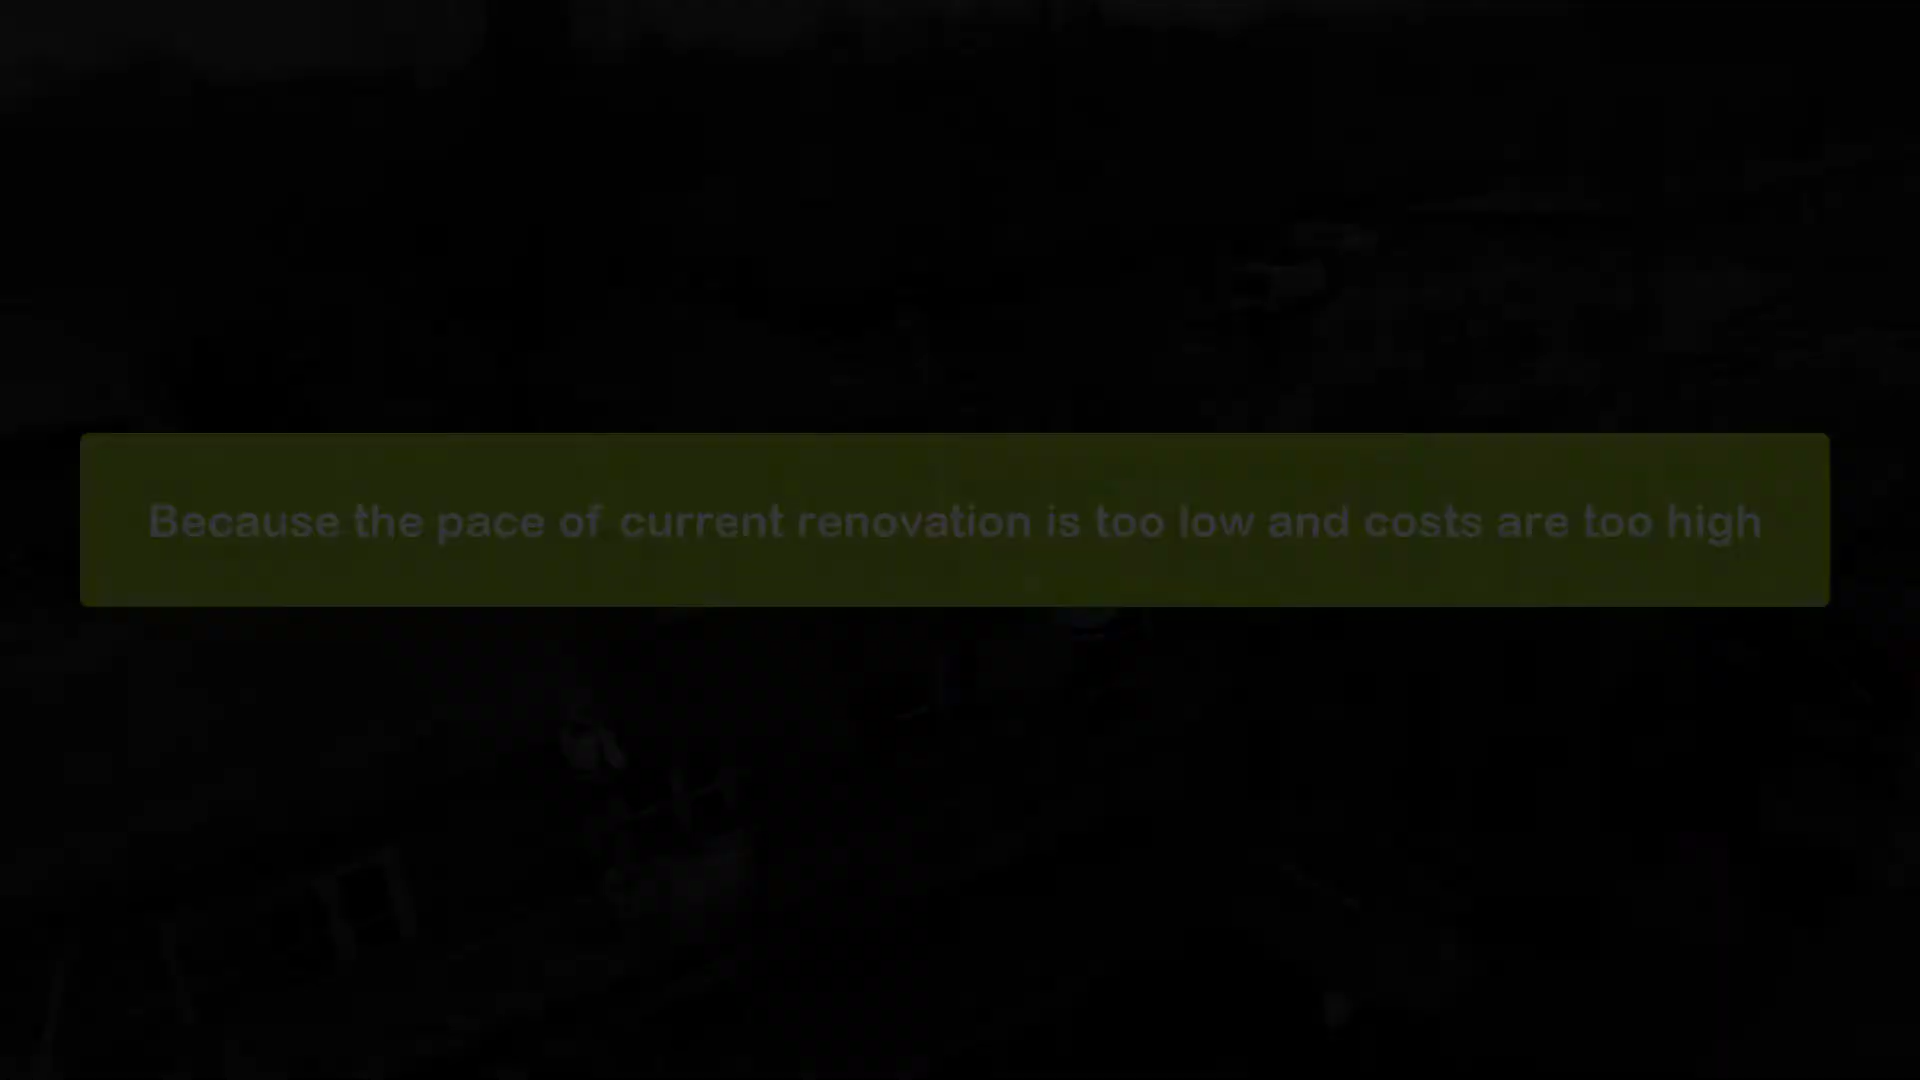 Because the pace of current renovation is too low and costs are too high